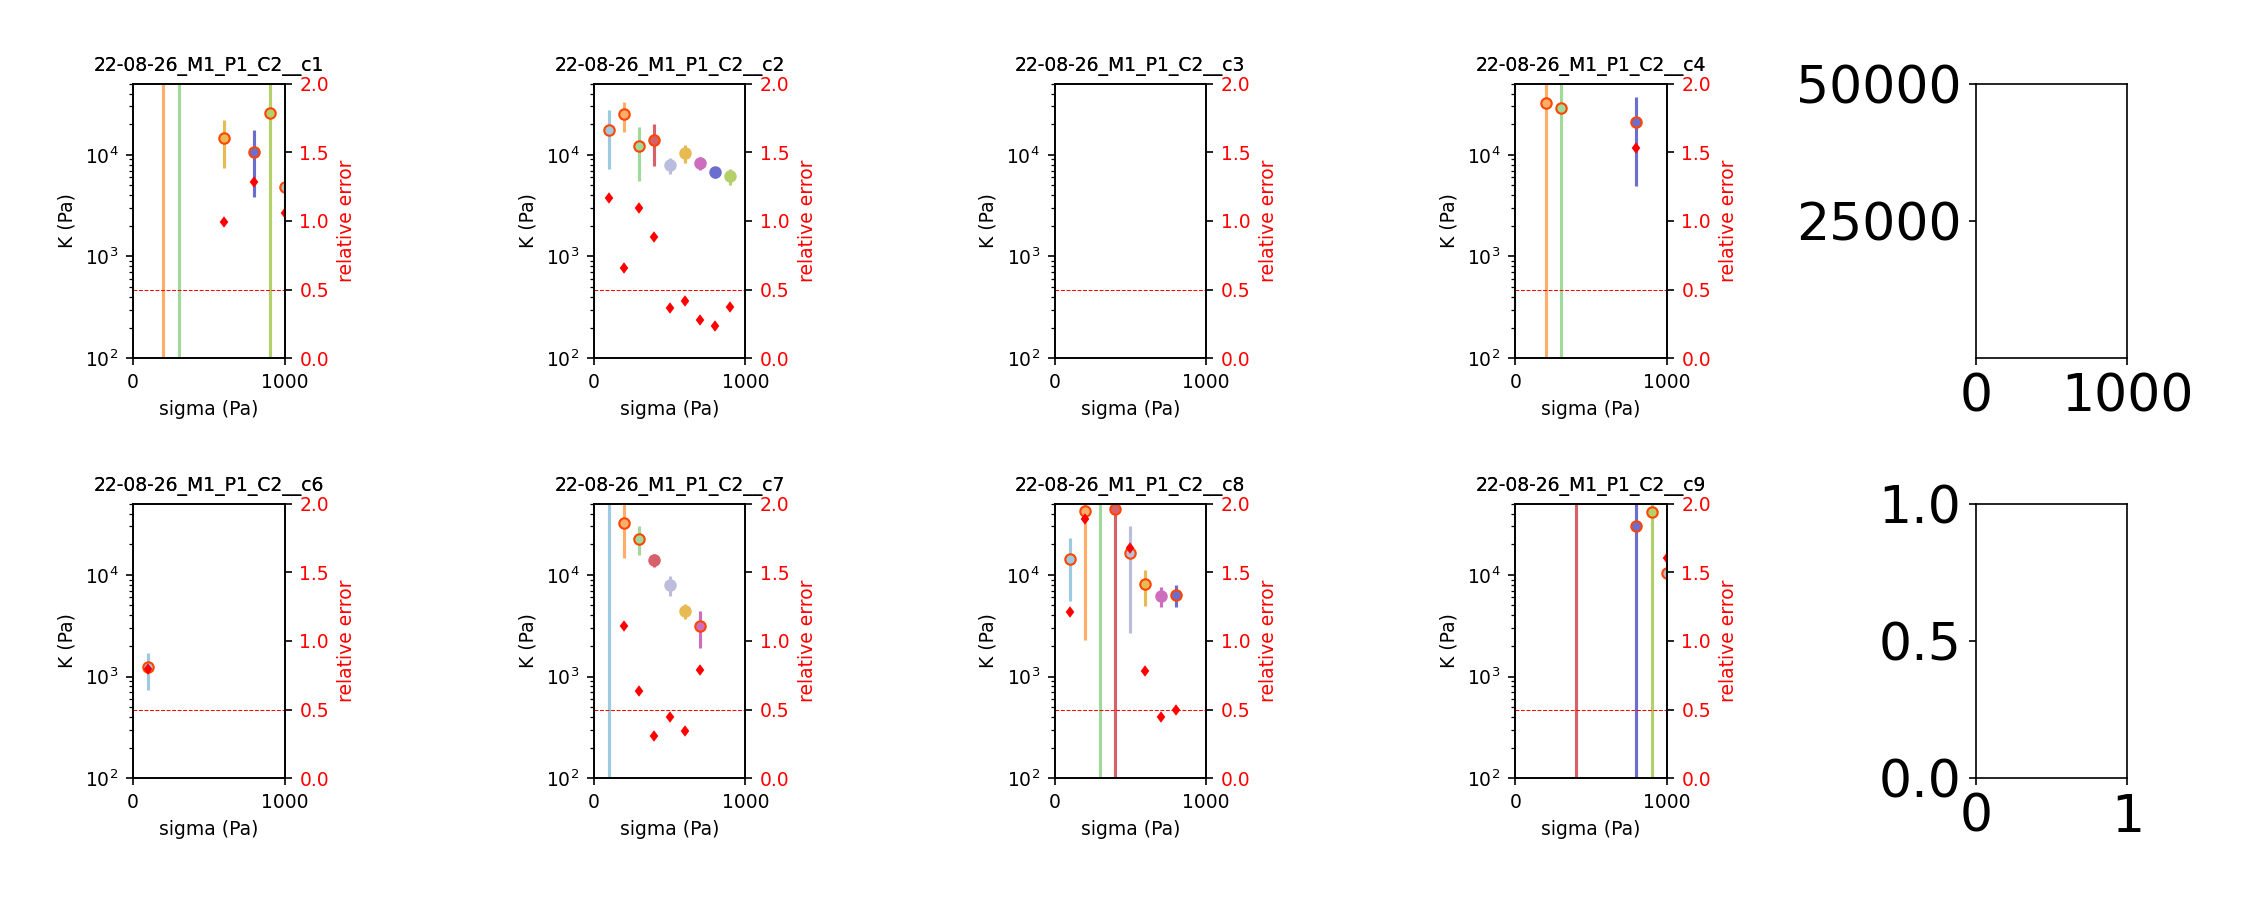 22-08-26_M1_P1_C2__c1
22-08-26_M1_P1_C2__c2
22-08-26_M1_P1_C2__c3
22-08-26_M1_P1_C2__c4
K (Pa)
10^4
10^3
10^2
0
1000
sigma (Pa)
2.0
1.5
1.0
0.5
0.0
relative error
K (Pa)
10^4
10^3
10^2
0
1000
sigma (Pa)
2.0
1.5
1.0
0.5
0.0
relative error
K (Pa)
10^4
10^3
10^2
0
1000
sigma (Pa)
2.0
1.5
1.0
0.5
0.0
relative error
K (Pa)
10^4
10^3
10^2
0
1000
sigma (Pa)
2.0
1.5
1.0
0.5
0.0
relative error
50000
25000
0
1000
22-08-26_M1_P1_C2__c6
22-08-26_M1_P1_C2__c7
22-08-26_M1_P1_C2__c8
22-08-26_M1_P1_C2__c9
K (Pa)
10^4
10^3
10^2
0
1000
sigma (Pa)
2.0
1.5
1.0
0.5
0.0
relative error
K (Pa)
10^4
10^3
10^2
0
1000
sigma (Pa)
2.0
1.5
1.0
0.5
0.0
relative error
K (Pa)
10^4
10^3
10^2
0
1000
sigma (Pa)
2.0
1.5
1.0
0.5
0.0
relative error
K (Pa)
10^4
10^3
10^2
0
1000
sigma (Pa)
2.0
1.5
1.0
0.5
0.0
relative error
1.0
0.5
0.0
0
1